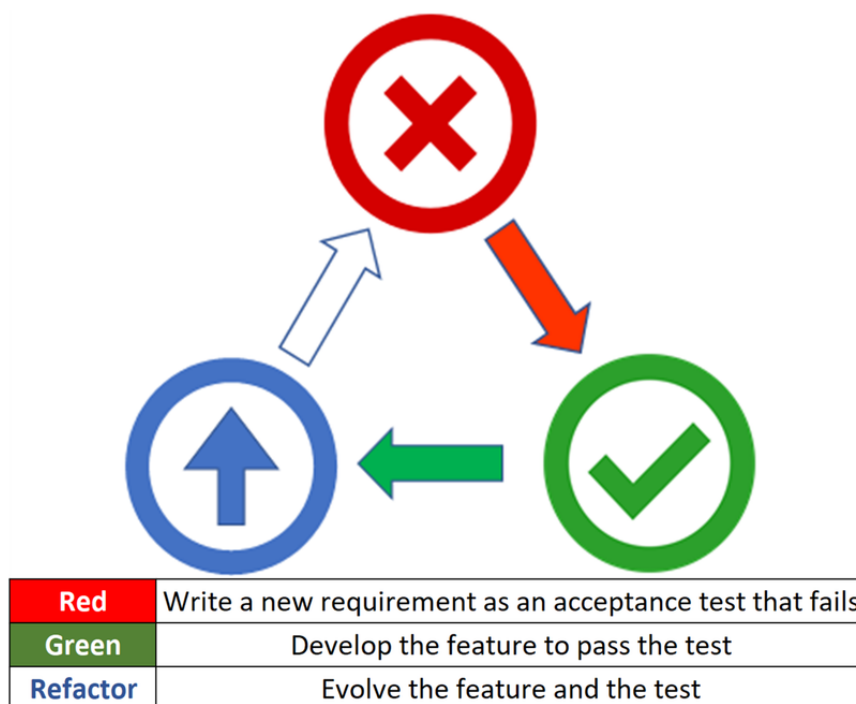 Red Write a new requirement as an acceptance test that fails
Green Develop the feature to pass the test
Refactor Evolve the feature and the test